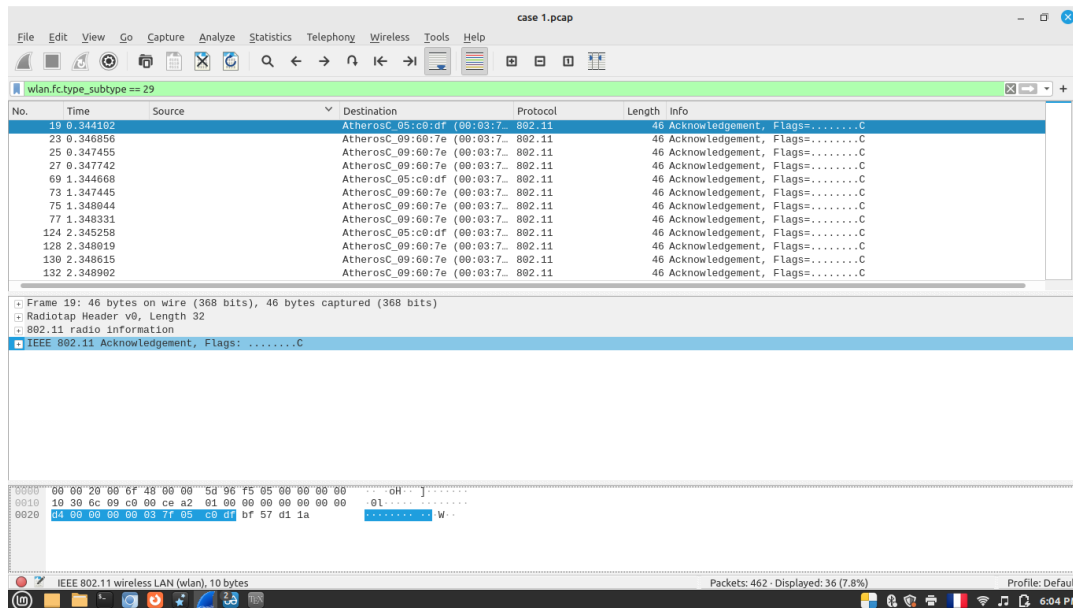 case 1.pcap
File Edit View Go Capture Analyze Statistics Telephony Wireless Tools Help
wlan.fc.type_subtype == 29
No. Time Source Destination Protocol Length Info
19 0.344102 AtherosC_05:c0:df (00:03:7… 802.11 46 Acknowledgement, Flags=........C
23 0.346856 AtherosC_09:60:7e (00:03:7… 802.11 46 Acknowledgement, Flags=........C
25 0.347455 AtherosC_09:60:7e (00:03:7… 802.11 46 Acknowledgement, Flags=........C
27 0.347742 AtherosC_09:60:7e (00:03:7… 802.11 46 Acknowledgement, Flags=........C
69 1.344668 AtherosC_05:c0:df (00:03:7… 802.11 46 Acknowledgement, Flags=........C
73 1.347445 AtherosC_09:60:7e (00:03:7… 802.11 46 Acknowledgement, Flags=........C
75 1.348044 AtherosC_09:60:7e (00:03:7… 802.11 46 Acknowledgement, Flags=........C
77 1.348331 AtherosC_09:60:7e (00:03:7… 802.11 46 Acknowledgement, Flags=........C
124 2.345258 AtherosC_05:c0:df (00:03:7… 802.11 46 Acknowledgement, Flags=........C
128 2.348019 AtherosC_09:60:7e (00:03:7… 802.11 46 Acknowledgement, Flags=........C
130 2.348615 AtherosC_09:60:7e (00:03:7… 802.11 46 Acknowledgement, Flags=........C
132 2.348902 AtherosC_09:60:7e (00:03:7… 802.11 46 Acknowledgement, Flags=........C
Frame 19: 46 bytes on wire (368 bits), 46 bytes captured (368 bits)
Radiotap Header v0, Length 32
802.11 radio information
IEEE 802.11 Acknowledgement, Flags: ........C
0000 00 00 20 00 6f 48 00 00 5d 96 f5 05 00 00 00 00 ·· ·oH·· ]·······
0010 10 30 6c 09 c0 00 ce a2 01 00 00 00 00 00 00 00 ·0l····· ········
0020 d4 00 00 00 00 03 7f 05 c0 df bf 57 d1 1a ········ ···W··
IEEE 802.11 wireless LAN (wlan), 10 bytes Packets: 462 · Displayed: 36 (7.8%) Profile: Defaul
6:04 P